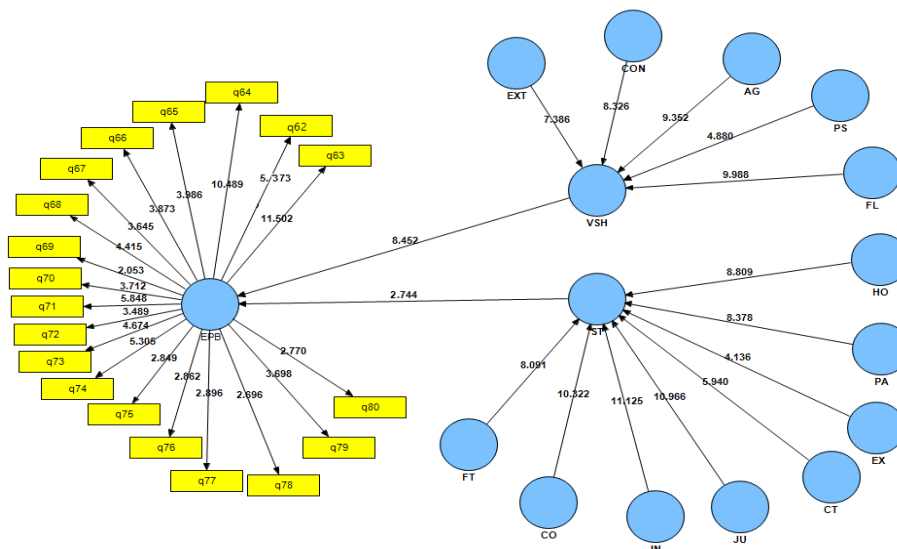 q64
CON
q65
q62
AG
q66
EXT
q63
8.326
PS
q67
7.386
9.352
10.489
3.986
5.
373
4.880
q68
3.873
11.502
9.988
FL
3.645
VSH
q69
4.415
8.452
q70
2.053
8.809
HO
3.712
q71
5.848
2.744
3.489
EPB
ST
q72
4.674
8.378
q73
5.305
2.770
PA
q74
2.849
3.698
8.091
4.136
2.862
5.940
2.896
2.696
10.322
11.125
10.966
q75
q80
q76
q79
EX
FT
q77
q78
CT
CO
JU
IN